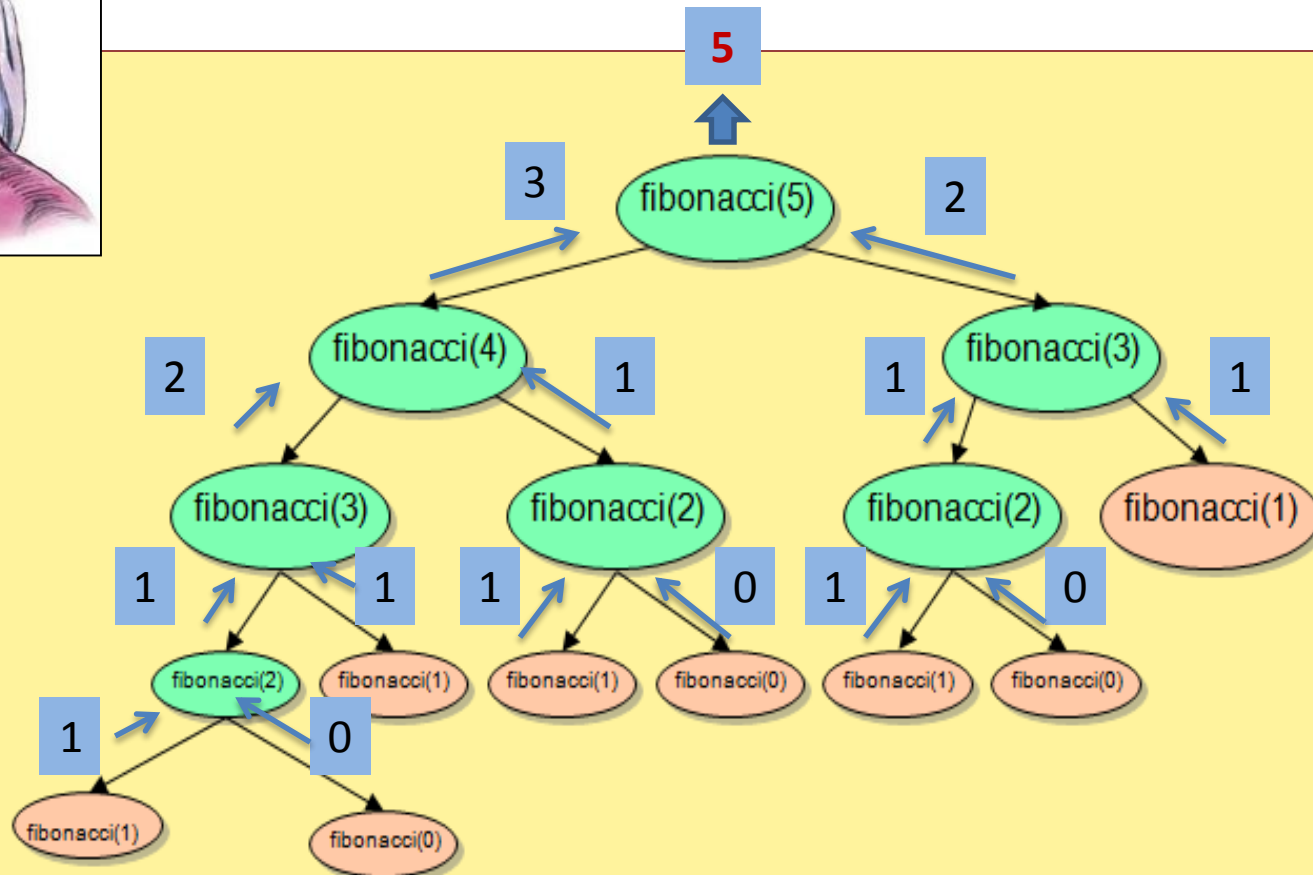 5
3
fibonacci(5)
2
fibonacci(4)
fibonacci(3)
2
1
1
1
fibonacci(3)
fibonacci(2)
fibonacci(2)
fibonacci(1)
1
1
1
0
1
0
fibonacci(2)
fibonacci(1)
fibonacci(1)
fibonacci(0)
fibonacci(1)
fibonacci(0)
1
0
fibonacci(1)
fibonacci(0)